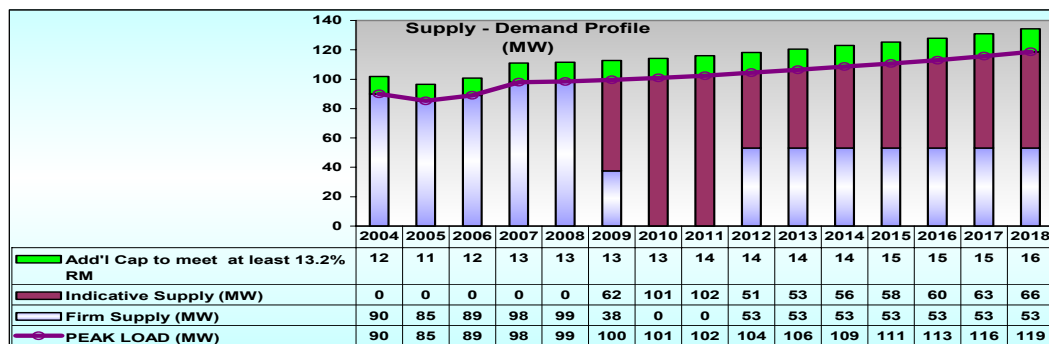 Supply - Demand Profile
(MW)
140
120
100
80
60
40
20
0
2004 2005 2006 2007 2008 2009 2010 2011 2012 2013 2014 2015 2016 2017 2018
Add'l Cap to meet at least 13.2% RM 12 11 12 13 13 13 13 14 14 14 14 15 15 15 16
Indicative Supply (MW) 0 0 0 0 0 62 101 102 51 53 56 58 60 63 66
Firm Supply (MW) 90 85 89 98 99 38 0 0 53 53 53 53 53 53 53
PEAK LOAD (MW) 90 85 89 98 99 100 101 102 104 106 109 111 113 116 119